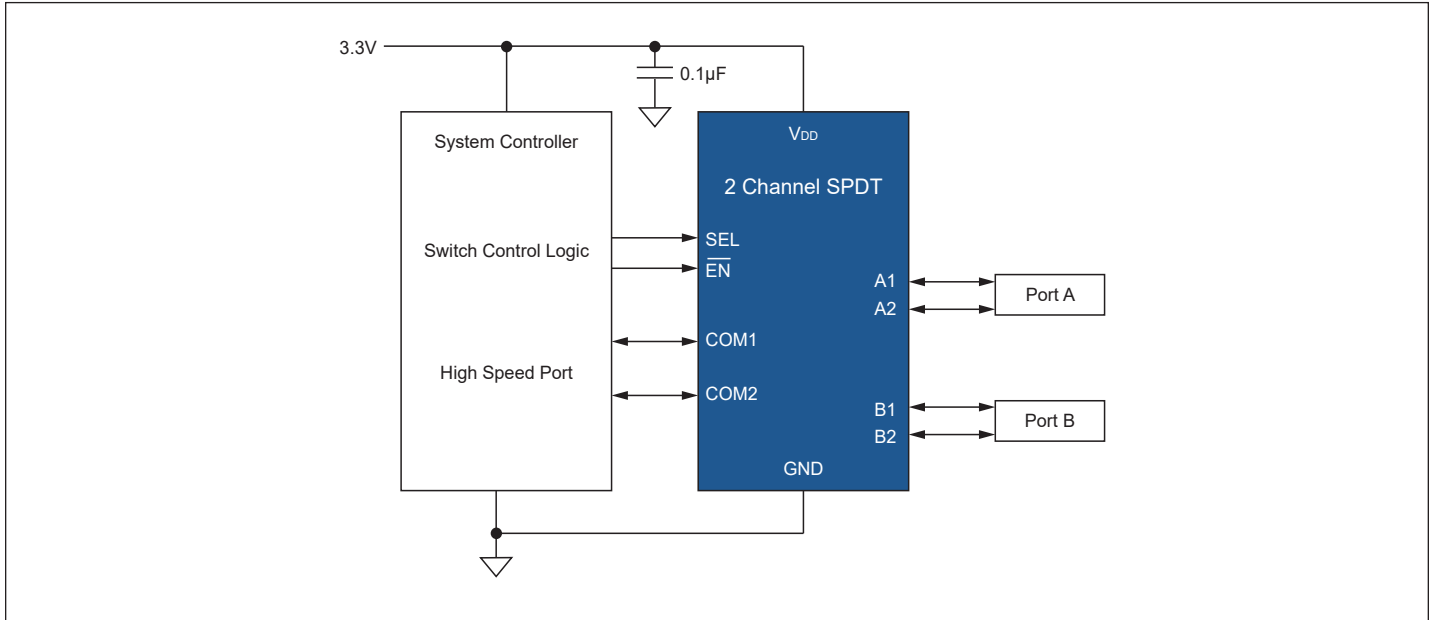 3.3V
0.1µF
System Controller
Switch Control Logic
High Speed Port
VDD
2 Channel SPDT
SEL
E̅N̅
COM1
COM2
A1
A2
B1
B2
GND
Port A
Port B